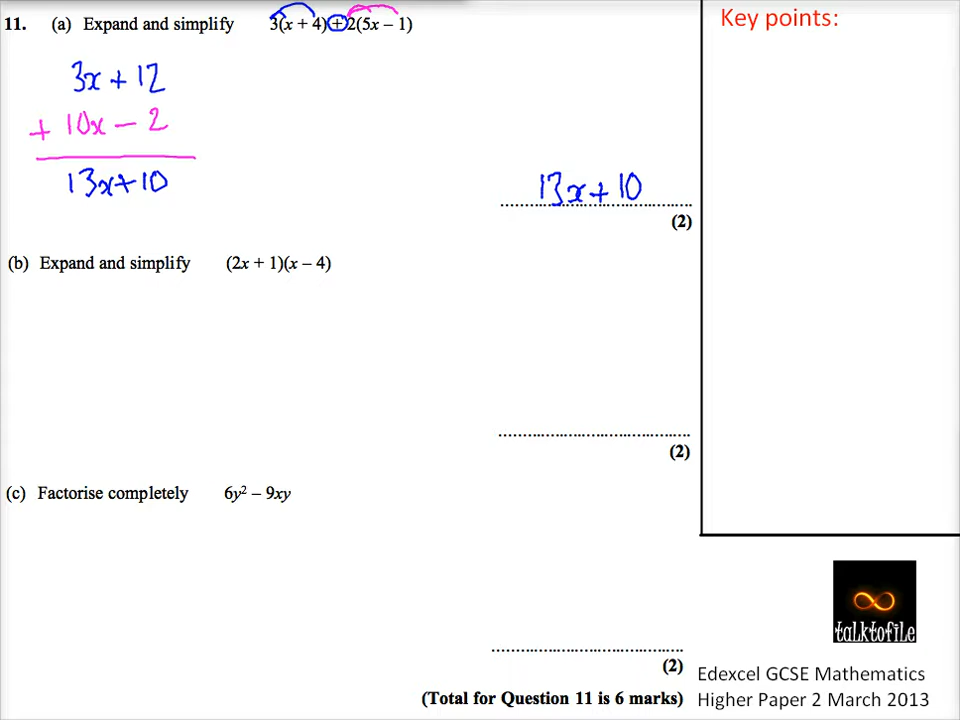 11. (a) Expand and simplify 3(x + 4) + 2(5x – 1)
Key points:
3x + 12
+ 10x – 2
13x + 10
13x + 10
(2)
(b) Expand and simplify (2x + 1)(x – 4)
(2)
(c) Factorise completely 6y² – 9xy
talktofile
(2)
(Total for Question 11 is 6 marks)
Edexcel GCSE Mathematics
Higher Paper 2 March 2013